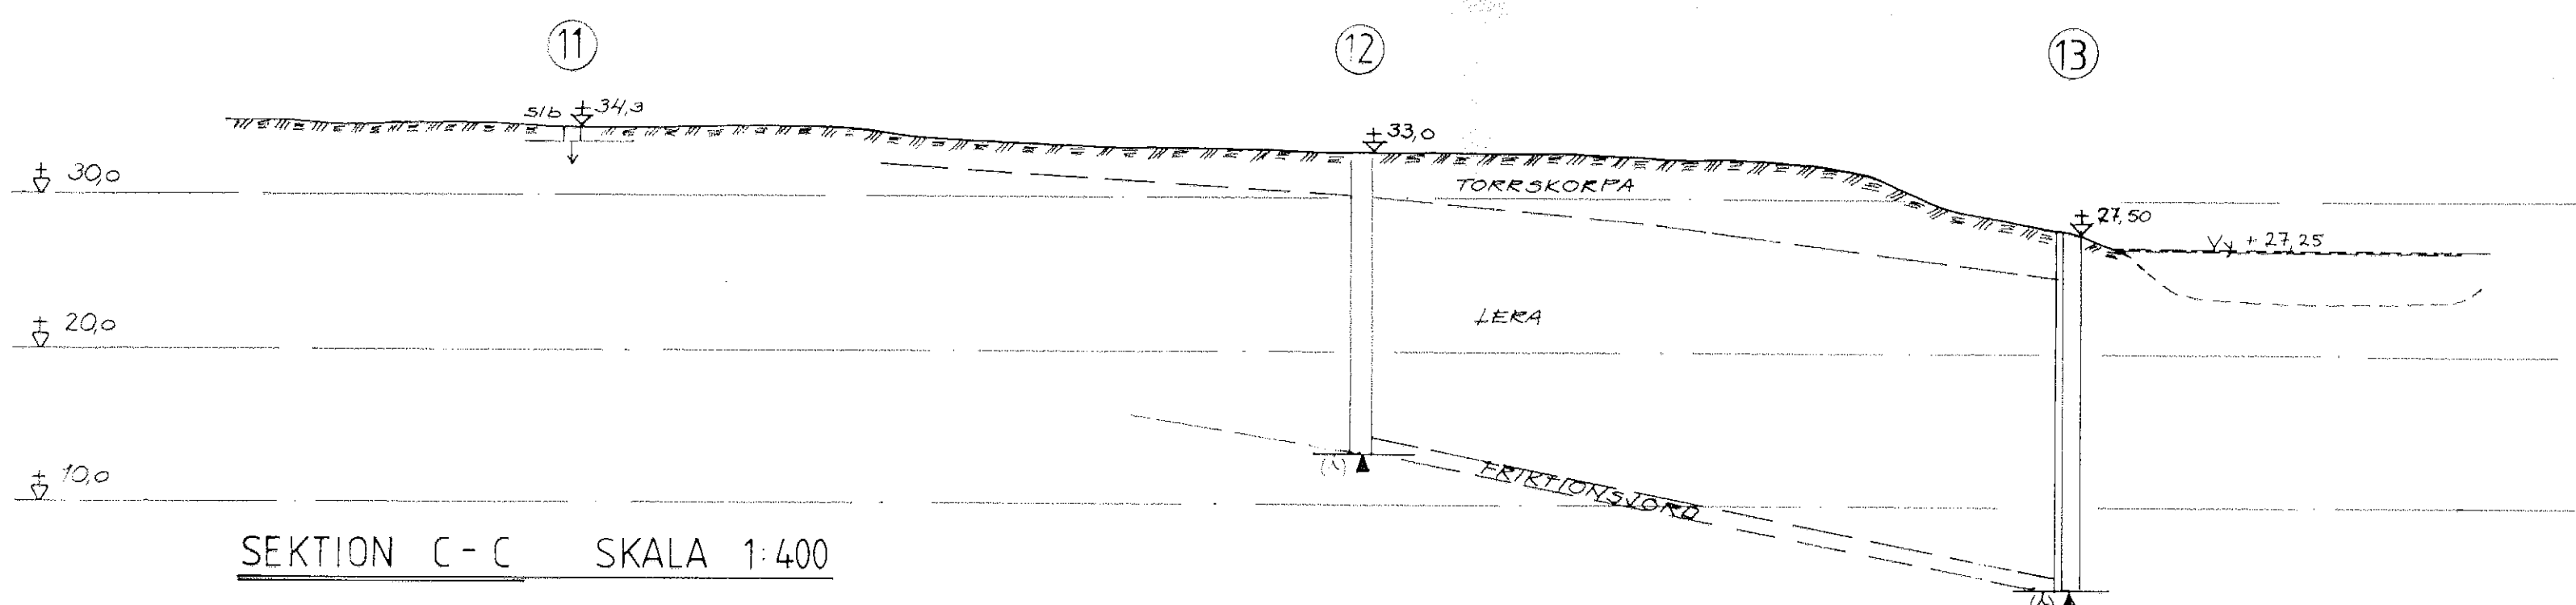 11
12
13
slb + 34,3
+ 33,0
+ 30,0
TORRSKORPA
+ 27,50
Vy + 27,25
+ 20,0
LERA
+ 10,0
FRIKTIONSJORD
SEKTION C - C SKALA 1:400